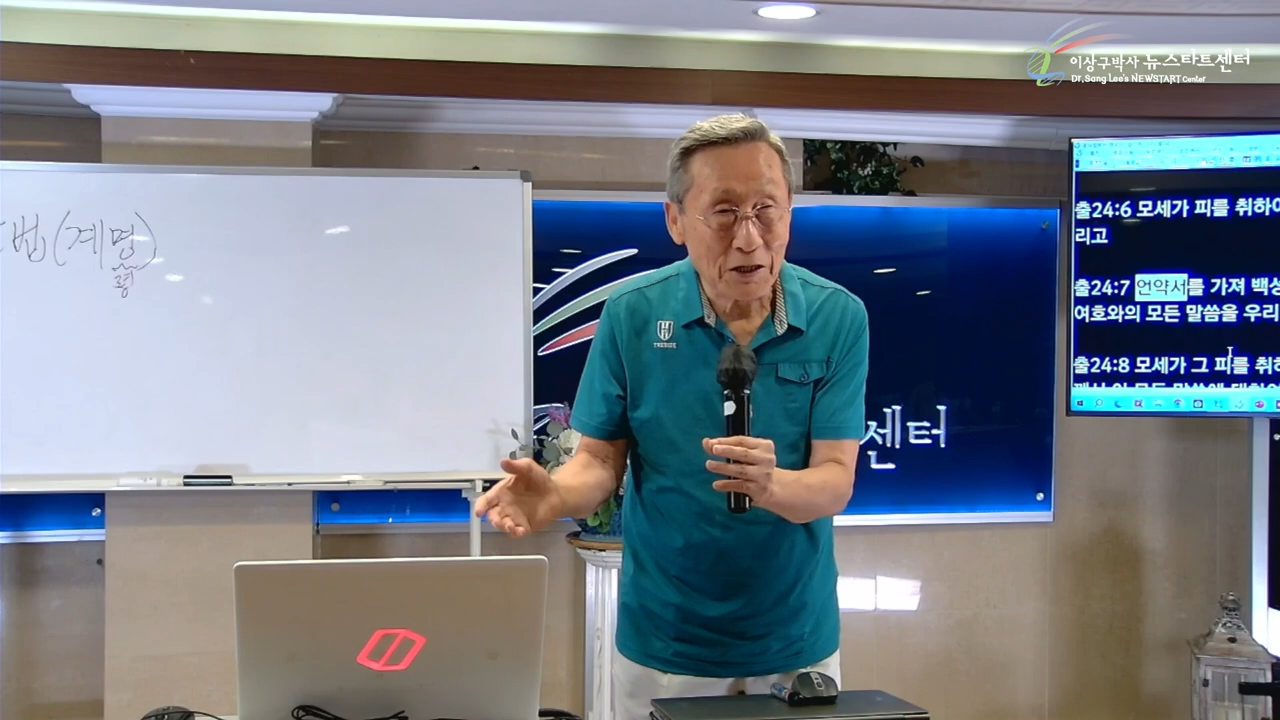 이상구박사 뉴스타트센터
Dr. Sang Lee's NEWSTART Center
법(계명)
령
센터
출24:6 모세가 피를 취하여
리고
출24:7 언약서를 가져 백성
여호와의 모든 말씀을 우리
출24:8 모세가 그 피를 취하